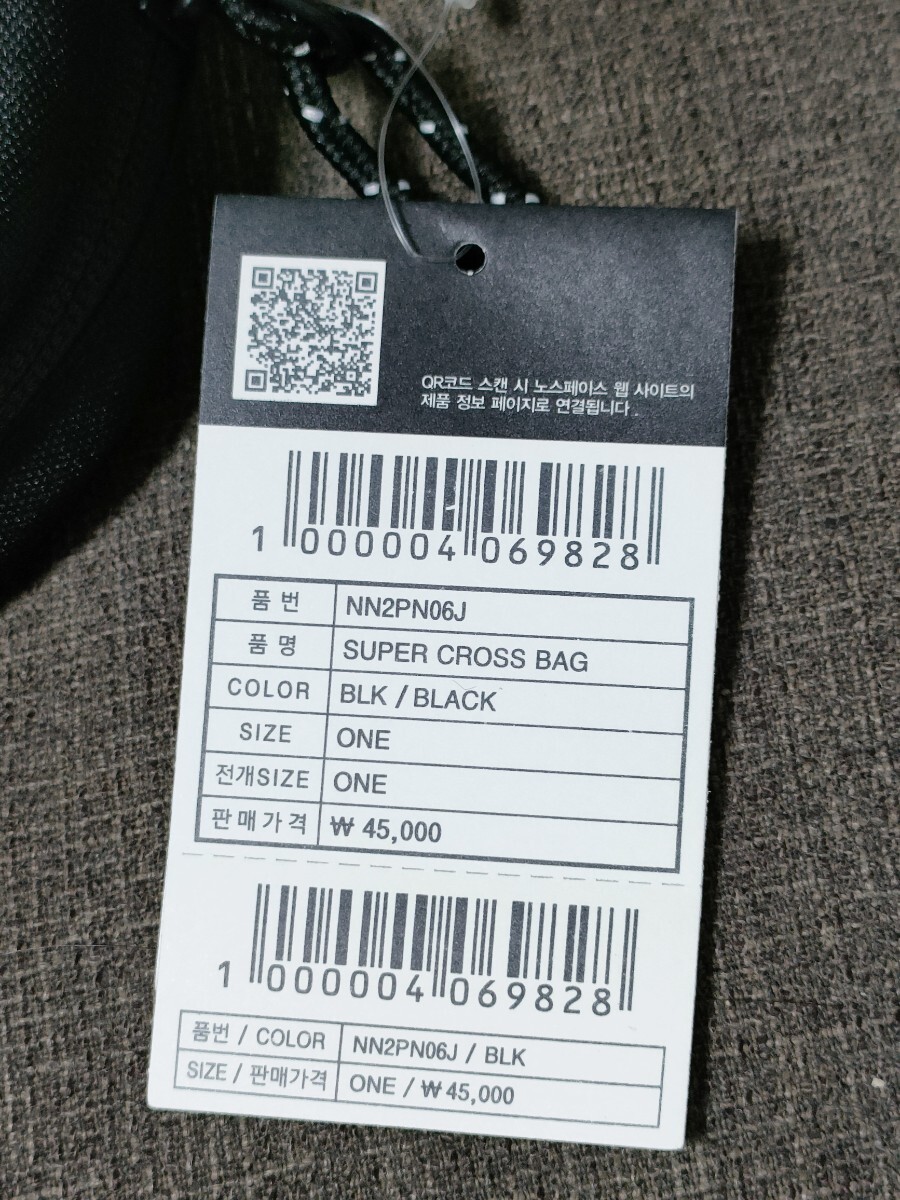 QR코드 스캔 시 노스페이스 웹 사이트의
제품 정보 페이지로 연결됩니다.
1 000004 069828
품 번 NN2PN06J
품 명 SUPER CROSS BAG
COLOR BLK / BLACK
SIZE ONE
전개SIZE ONE
판매가격 ₩ 45,000
1 000004 069828
품번 / COLOR NN2PN06J / BLK
SIZE / 판매가격 ONE / ₩ 45,000